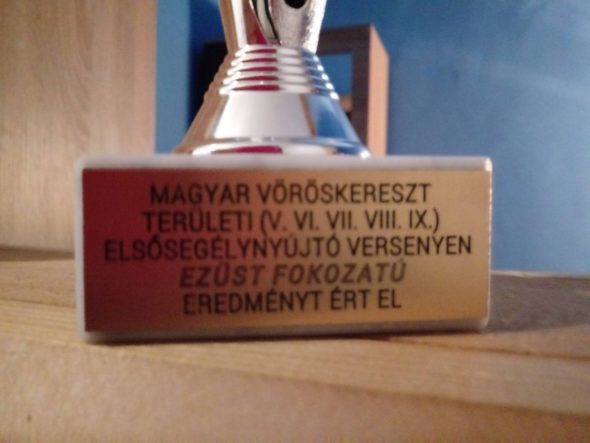 MAGYAR VÖRÖSKERESZT
TERÜLETI (V. VI. VII. VIII. IX.)
ELSŐSEGÉLYNYÚJTÓ VERSENYEN
EZÜST FOKOZATÚ
EREDMÉNYT ÉRT EL